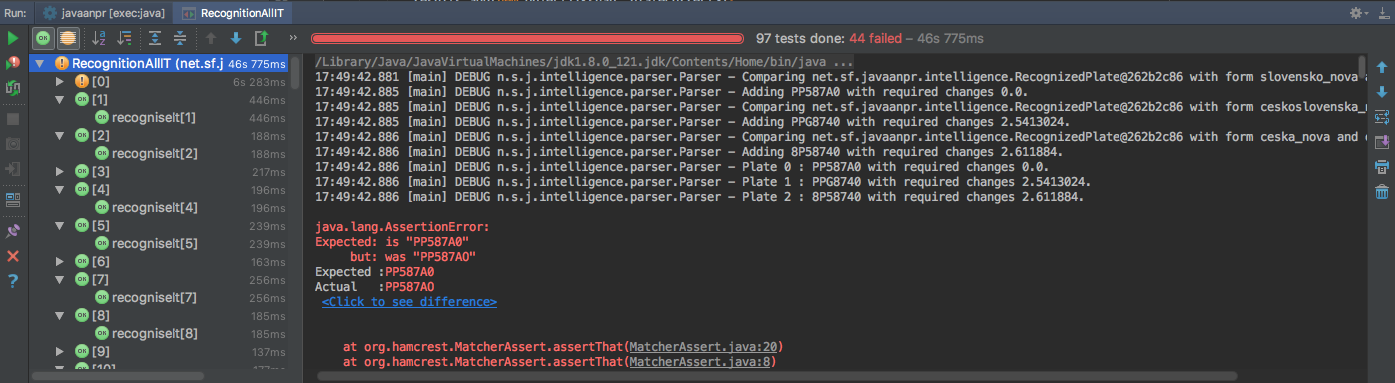 Run: javaanpr [exec:java] RecognitionAllIT
97 tests done: 44 failed – 46s 775ms
RecognitionAllIT (net.sf.j 46s 775ms
[0] 6s 283ms
[1] 446ms
recogniseIt[1] 446ms
[2] 188ms
recogniseIt[2] 188ms
[3] 217ms
[4] 196ms
recogniseIt[4] 196ms
[5] 239ms
recogniseIt[5] 239ms
[6] 163ms
[7] 256ms
recogniseIt[7] 256ms
[8] 185ms
recogniseIt[8] 185ms
[9] 137ms
[10] 177ms
/Library/Java/JavaVirtualMachines/jdk1.8.0_121.jdk/Contents/Home/bin/java ...
17:49:42.881 [main] DEBUG n.s.j.intelligence.parser.Parser – Comparing net.sf.javaanpr.intelligence.RecognizedPlate@262b2c86 with form slovensko_nova a
17:49:42.885 [main] DEBUG n.s.j.intelligence.parser.Parser – Adding PP587AO with required changes 0.0.
17:49:42.885 [main] DEBUG n.s.j.intelligence.parser.Parser – Comparing net.sf.javaanpr.intelligence.RecognizedPlate@262b2c86 with form ceskoslovenska_
17:49:42.885 [main] DEBUG n.s.j.intelligence.parser.Parser – Adding PPG8740 with required changes 2.5413024.
17:49:42.886 [main] DEBUG n.s.j.intelligence.parser.Parser – Comparing net.sf.javaanpr.intelligence.RecognizedPlate@262b2c86 with form ceska_nova and
17:49:42.886 [main] DEBUG n.s.j.intelligence.parser.Parser – Adding 8P58740 with required changes 2.611884.
17:49:42.886 [main] DEBUG n.s.j.intelligence.parser.Parser – Plate 0 : PP587AO with required changes 0.0.
17:49:42.886 [main] DEBUG n.s.j.intelligence.parser.Parser – Plate 1 : PPG8740 with required changes 2.5413024.
17:49:42.886 [main] DEBUG n.s.j.intelligence.parser.Parser – Plate 2 : 8P58740 with required changes 2.611884.
java.lang.AssertionError:
Expected: is "PP587A0"
but: was "PP587AO"
Expected :PP587A0
Actual   :PP587AO
<Click to see difference>
at org.hamcrest.MatcherAssert.assertThat(MatcherAssert.java:20)
at org.hamcrest.MatcherAssert.assertThat(MatcherAssert.java:8)